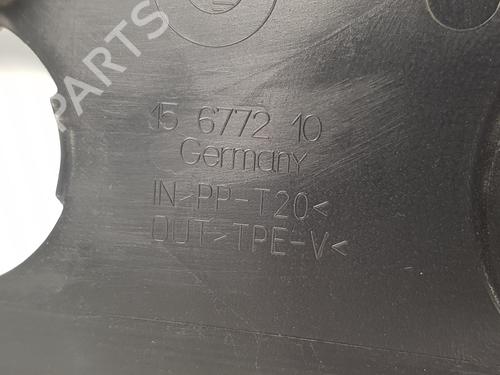 PARTS
15 6772 10
Germany
IN>PP-T20<
OUT>TPE-V<